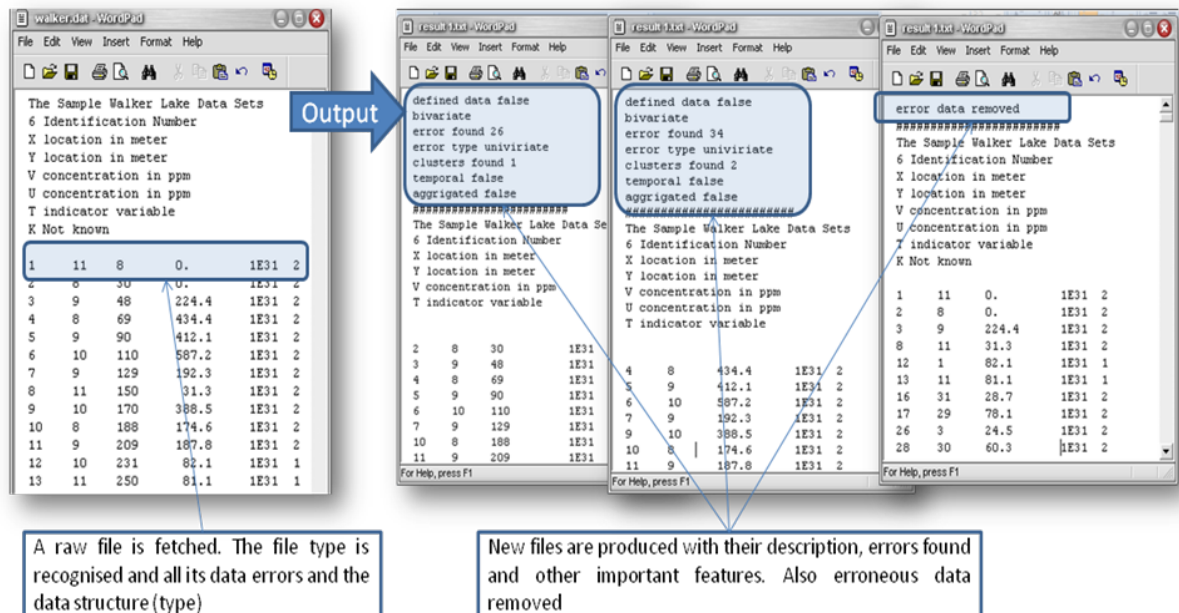 walker.dat - WordPad
File Edit View Insert Format Help
The Sample Walker Lake Data Sets
6 Identification Number
X location in meter
Y location in meter
V concentration in ppm
U concentration in ppm
T indicator variable
K Not known
1 11 8 0. 1E31 2
2 8 30 0. 1E31 2
3 9 48 224.4 1E31 2
4 8 69 434.4 1E31 2
5 9 90 412.1 1E31 2
6 10 110 587.2 1E31 2
7 9 129 192.3 1E31 2
8 11 150 31.3 1E31 2
9 10 170 388.5 1E31 2
10 8 188 174.6 1E31 2
11 9 209 187.8 1E31 2
12 10 231 82.1 1E31 1
13 11 250 81.1 1E31 1
Output
result 1.txt - WordPad
File Edit View Insert Format Help
defined data false
bivariate
error found 26
error type univiriate
clusters found 1
temporal false
aggrigated false
########################
The Sample Walker Lake Data Se
6 Identification Number
X location in meter
Y location in meter
V concentration in ppm
T indicator variable
2 8 30 1E31
3 9 48 1E31
4 8 69 1E31
5 9 90 1E31
6 10 110 1E31
7 9 129 1E31
10 8 188 1E31
11 9 209 1E31
For Help, press F1
result 1.txt - WordPad
File Edit View Insert Format Help
defined data false
bivariate
error found 34
error type univiriate
clusters found 2
temporal false
aggrigated false
########################
The Sample Walker Lake Data Sets
6 Identification Number
X location in meter
Y location in meter
V concentration in ppm
U concentration in ppm
T indicator variable
4 8 434.4 1E31 2
5 9 412.1 1E31 2
6 10 587.2 1E31 2
7 9 192.3 1E31 2
9 10 388.5 1E31 2
10 8 174.6 1E31 2
11 9 187.8 1E31 2
For Help, press F1
result 1.txt - WordPad
File Edit View Insert Format Help
error data removed
########################
The Sample Walker Lake Data Sets
6 Identification Number
X location in meter
Y location in meter
V concentration in ppm
U concentration in ppm
T indicator variable
K Not known
1 11 0. 1E31 2
2 8 0. 1E31 2
3 9 224.4 1E31 2
8 11 31.3 1E31 2
12 1 82.1 1E31 1
13 11 81.1 1E31 1
16 31 28.7 1E31 2
17 29 78.1 1E31 2
26 3 24.5 1E31 2
28 30 60.3 1E31 2
For Help, press F1
A raw file is fetched. The file type is
recognised and all its data errors and the
data structure (type)
New files are produced with their description, errors found
and other important features. Also erroneous data
removed